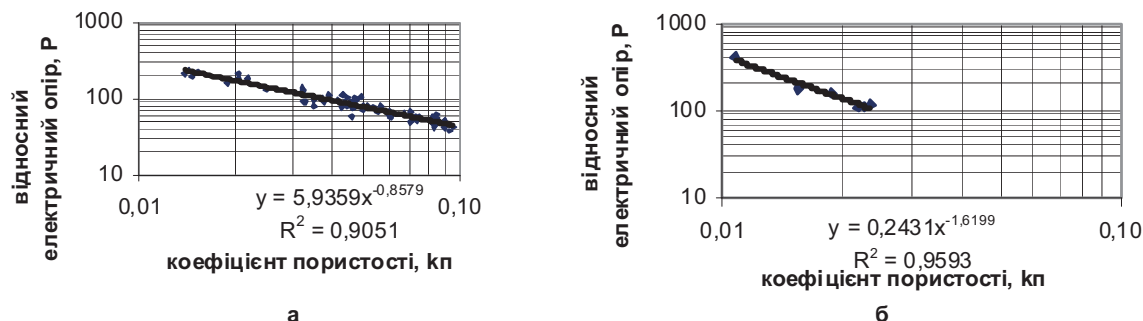 відносний
електричний опір, Р
1000
100
10
0,01
0,10
y = 5,9359x^-0,8579
R² = 0,9051
коефіцієнт пористості, kп
а
відносний
електричний опір, Р
1000
100
10
0,01
0,10
y = 0,2431x^-1,6199
R² = 0,9593
коефіцієнт пористості, kп
б